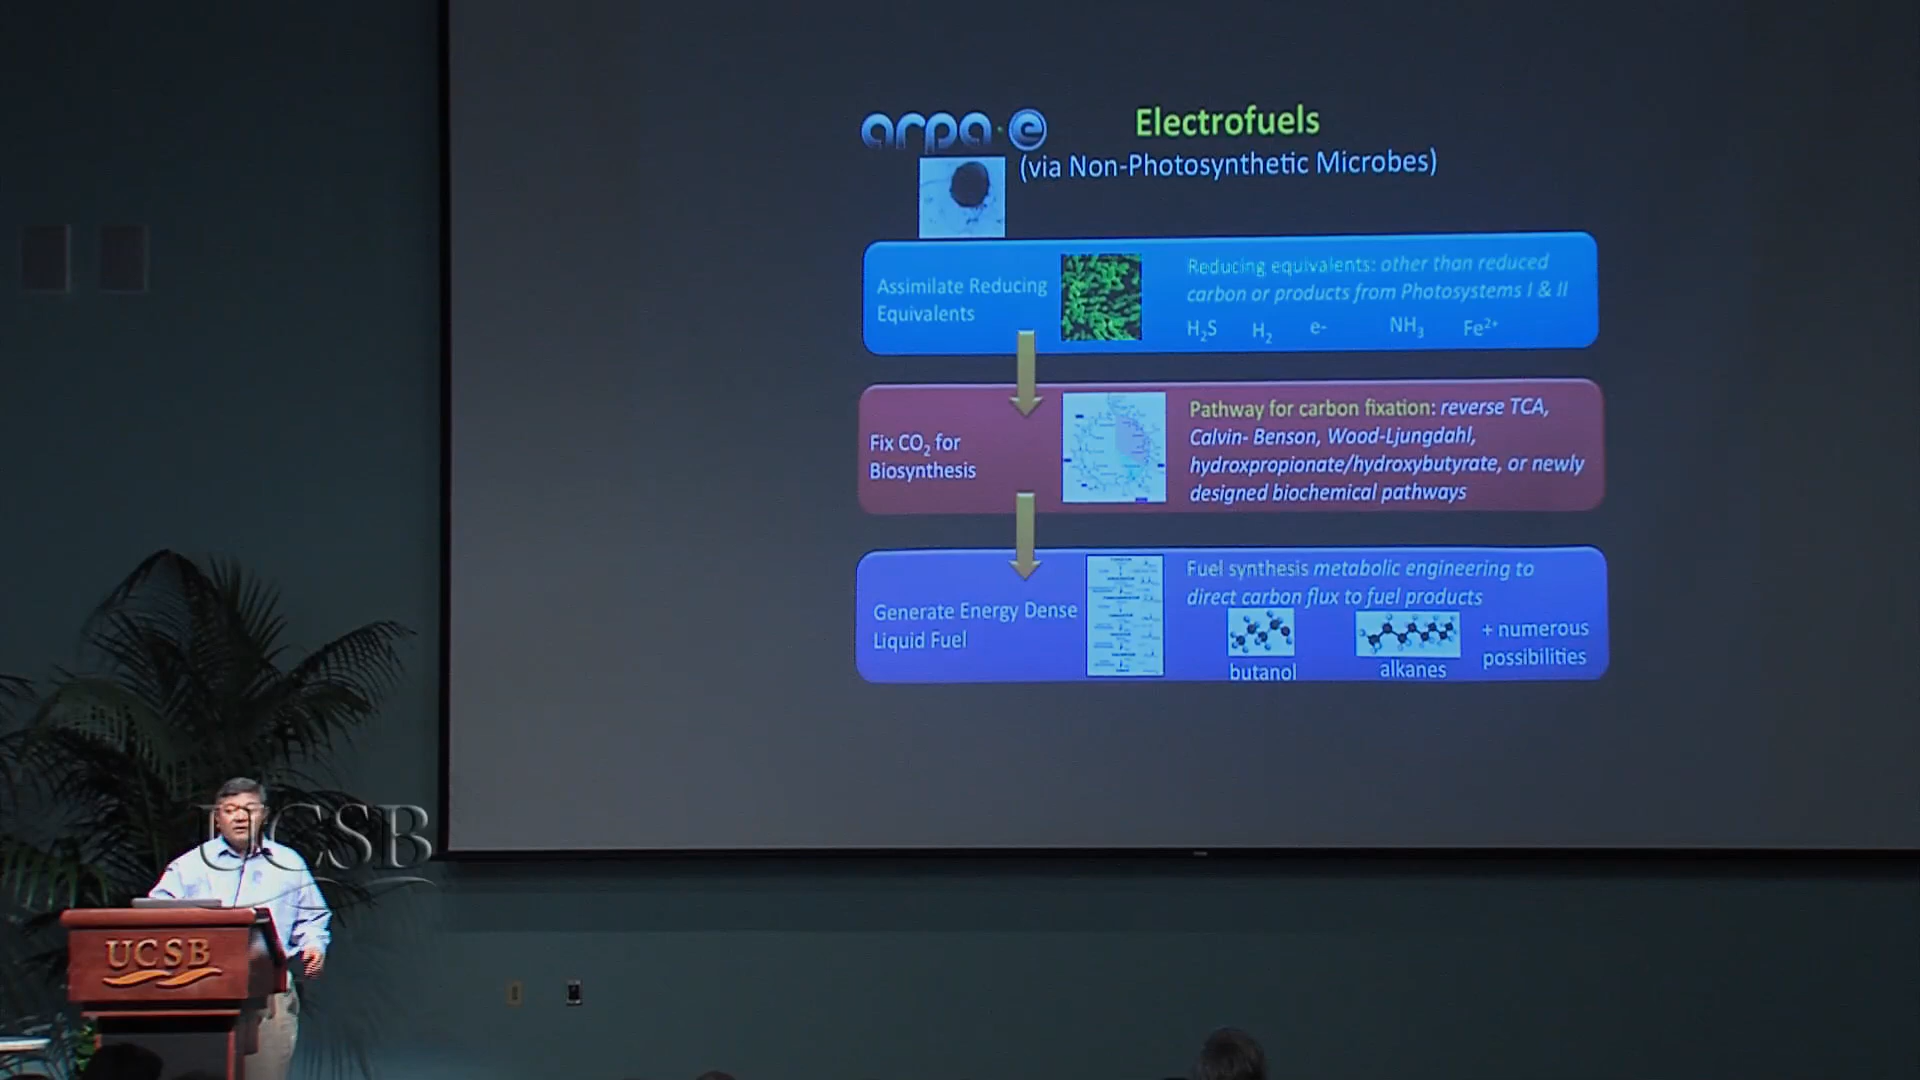 arpa·e
Electrofuels
(via Non-Photosynthetic Microbes)
Assimilate Reducing
Equivalents
Reducing equivalents: other than reduced
carbon or products from Photosystems I & II
H₂S H₂ e- NH₃ Fe²⁺
Fix CO₂ for
Biosynthesis
Pathway for carbon fixation: reverse TCA,
Calvin- Benson, Wood-Ljungdahl,
hydroxpropionate/hydroxybutyrate, or newly
designed biochemical pathways
Generate Energy Dense
Liquid Fuel
Fuel synthesis metabolic engineering to
direct carbon flux to fuel products
butanol
alkanes
+ numerous
possibilities
UCSB
UCSB